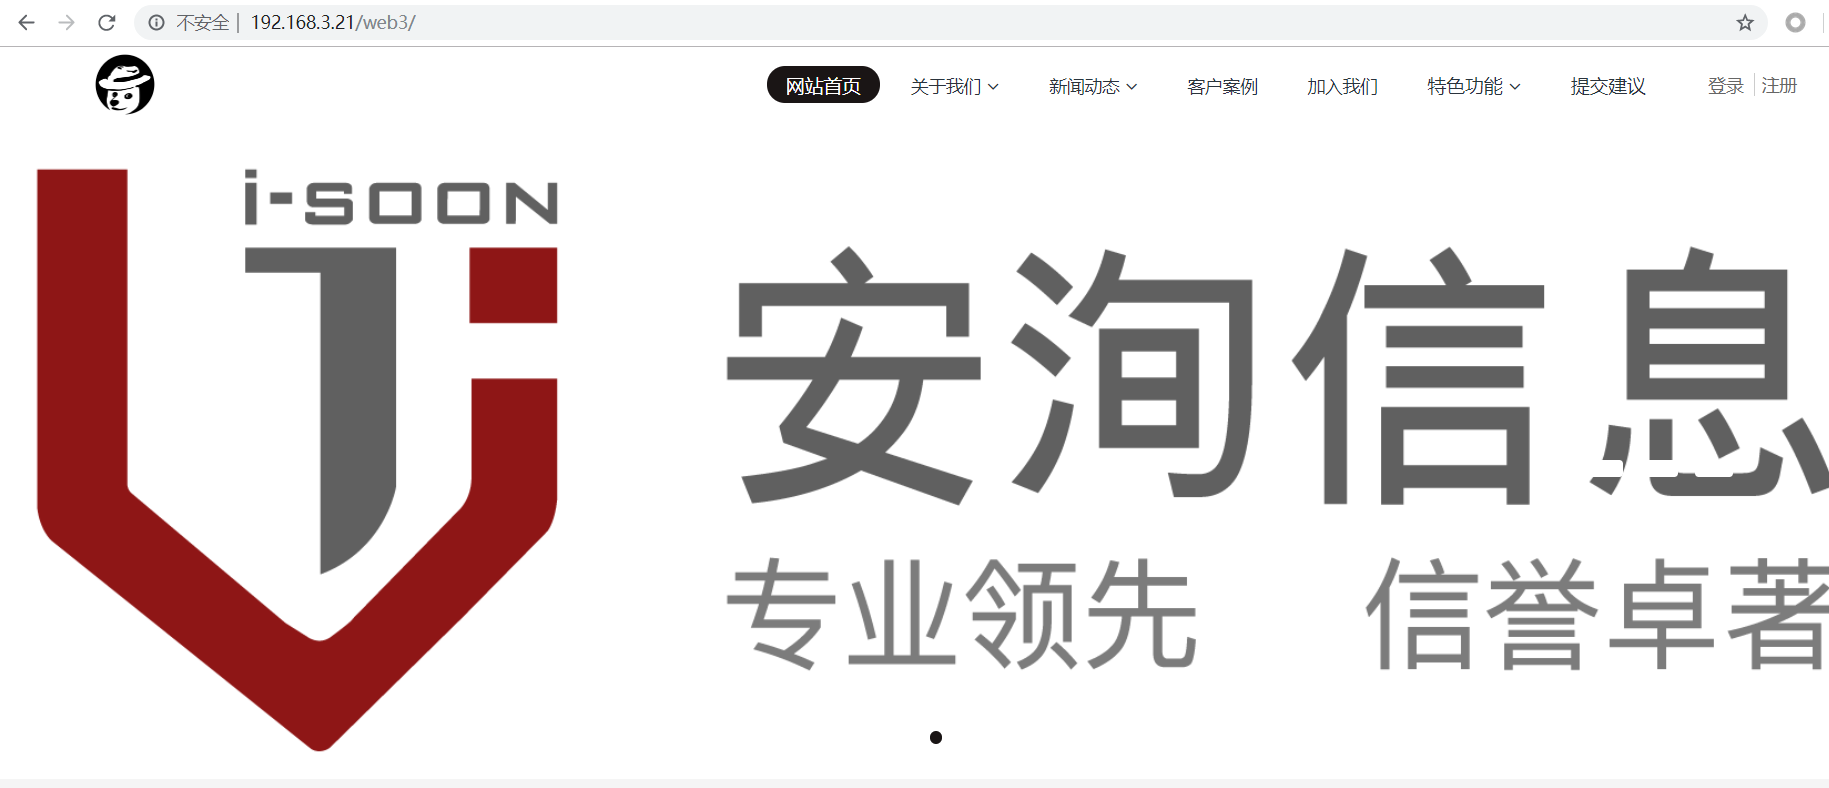 不安全 | 192.168.3.21/web3/
网站首页 关于我们 新闻动态 客户案例 加入我们 特色功能 提交建议 登录 | 注册
i-SOON
安洵信息
专业领先 信誉卓著